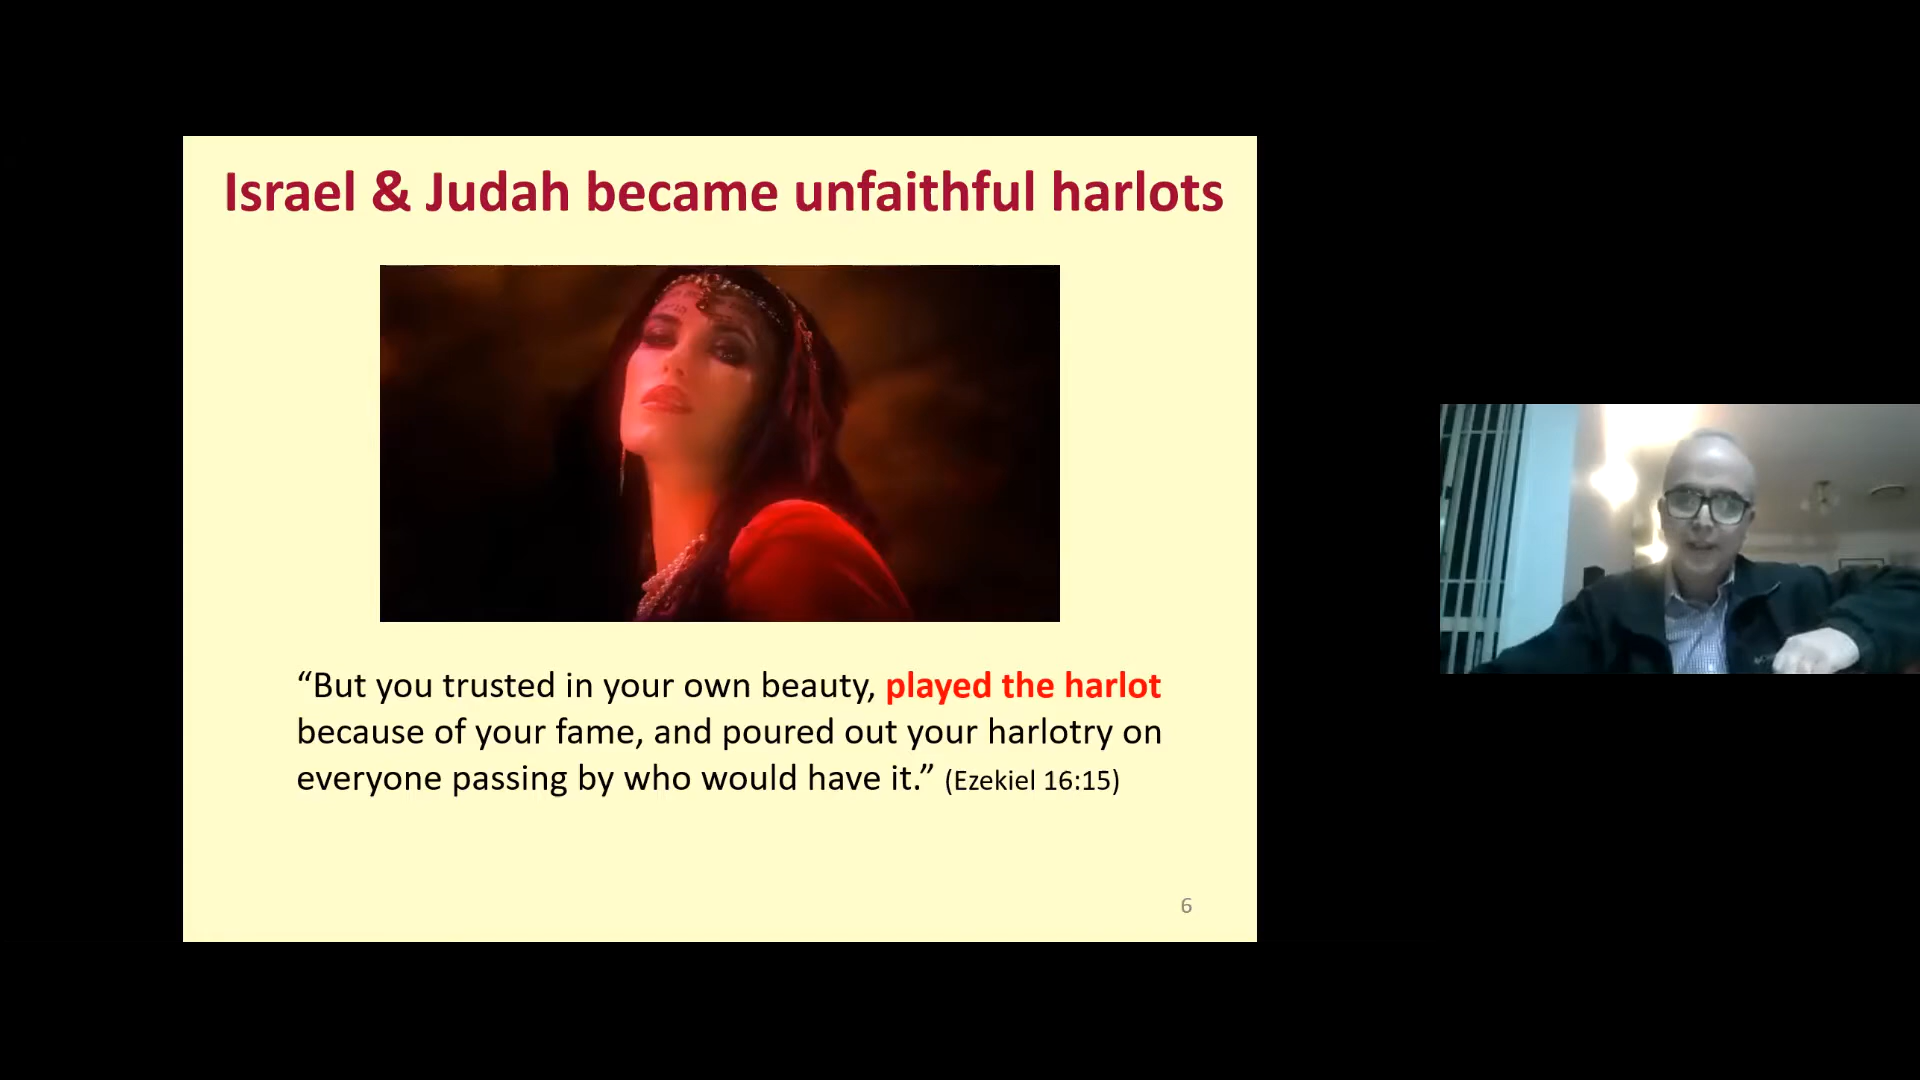 Israel & Judah became unfaithful harlots
“But you trusted in your own beauty, played the harlot
because of your fame, and poured out your harlotry on
everyone passing by who would have it.” (Ezekiel 16:15)
6